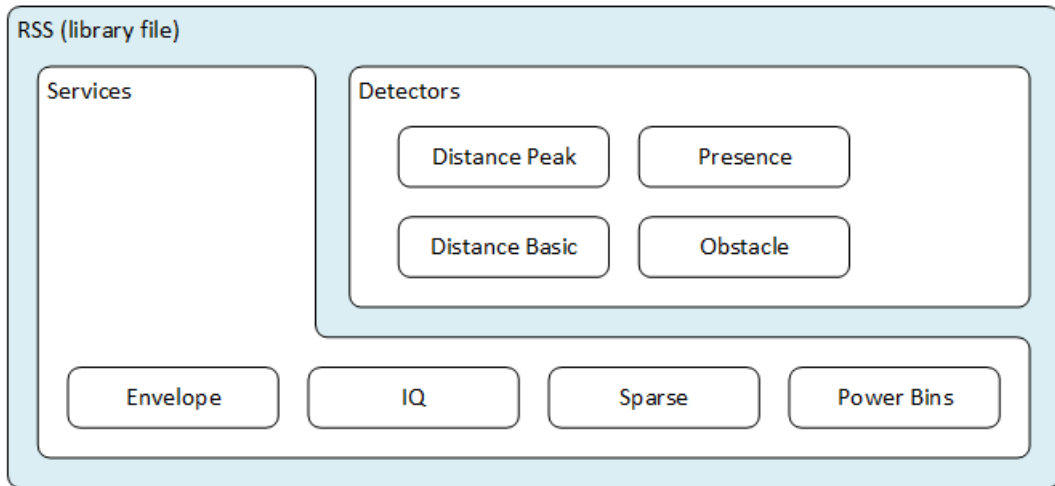 RSS (library file)
Services
Detectors
Distance Peak
Presence
Distance Basic
Obstacle
Envelope
IQ
Sparse
Power Bins